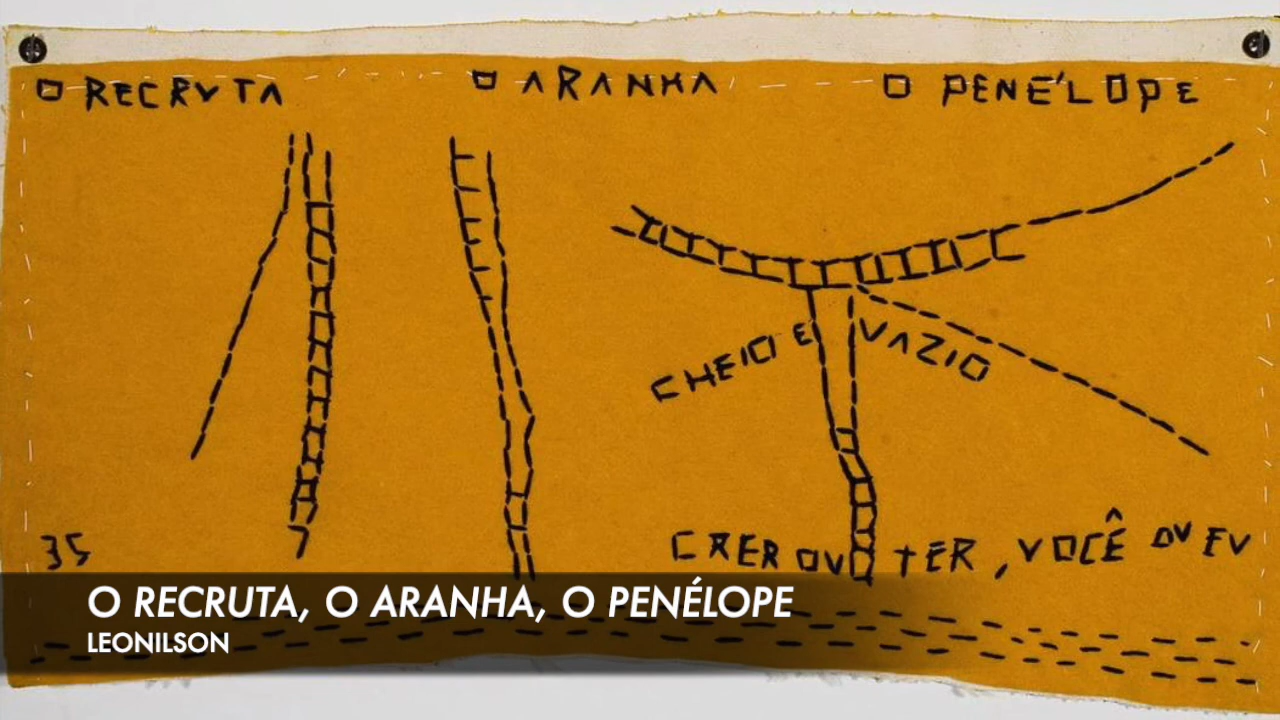 O RECRUTA O ARANHA O PENÉLOPE
CHEIO E VAZIO
CRER OU TER, VOCÊ OU EU
35
O RECRUTA, O ARANHA, O PENÉLOPE
LEONILSON